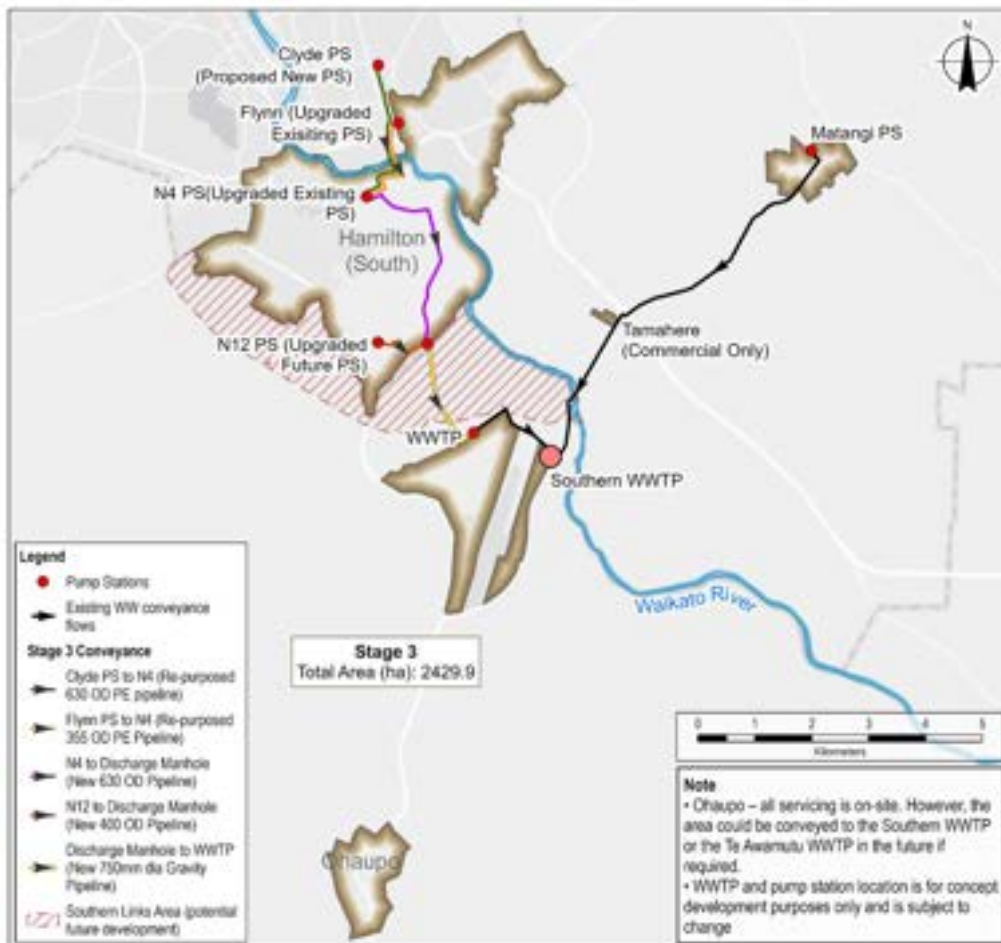 N
Clyde PS
(Proposed New PS)
Flynn (Upgraded
Exisiting PS)
Matangi PS
N4 PS(Upgraded Existing
PS)
Hamilton
(South)
Tamahere
(Commercial Only)
N12 PS (Upgraded
Future PS)
WWTP
Southern WWTP
Waikato River
Stage 3
Total Area (ha): 2429.9
Ohaupo
Legend
Pump Stations
Existing WW conveyance
flows
Stage 3 Conveyance
Clyde PS to N4 (Re-purposed
630 OD PE pipeline)
Flynn PS to N4 (Re-purposed
355 OD PE Pipeline)
N4 to Discharge Manhole
(New 630 OD Pipeline)
N12 to Discharge Manhole
(New 400 OD Pipeline)
Discharge Manhole to WWTP
(New 750mm dia Gravity
Pipeline)
Southern Links Area (potential
future development)
0 1 2 3 4 5
Kilometers
Note
• Ohaupo – all servicing is on-site. However, the
area could be conveyed to the Southern WWTP
or the Te Awamutu WWTP in the future if
required.
• WWTP and pump station location is for concept
development purposes only and is subject to
change